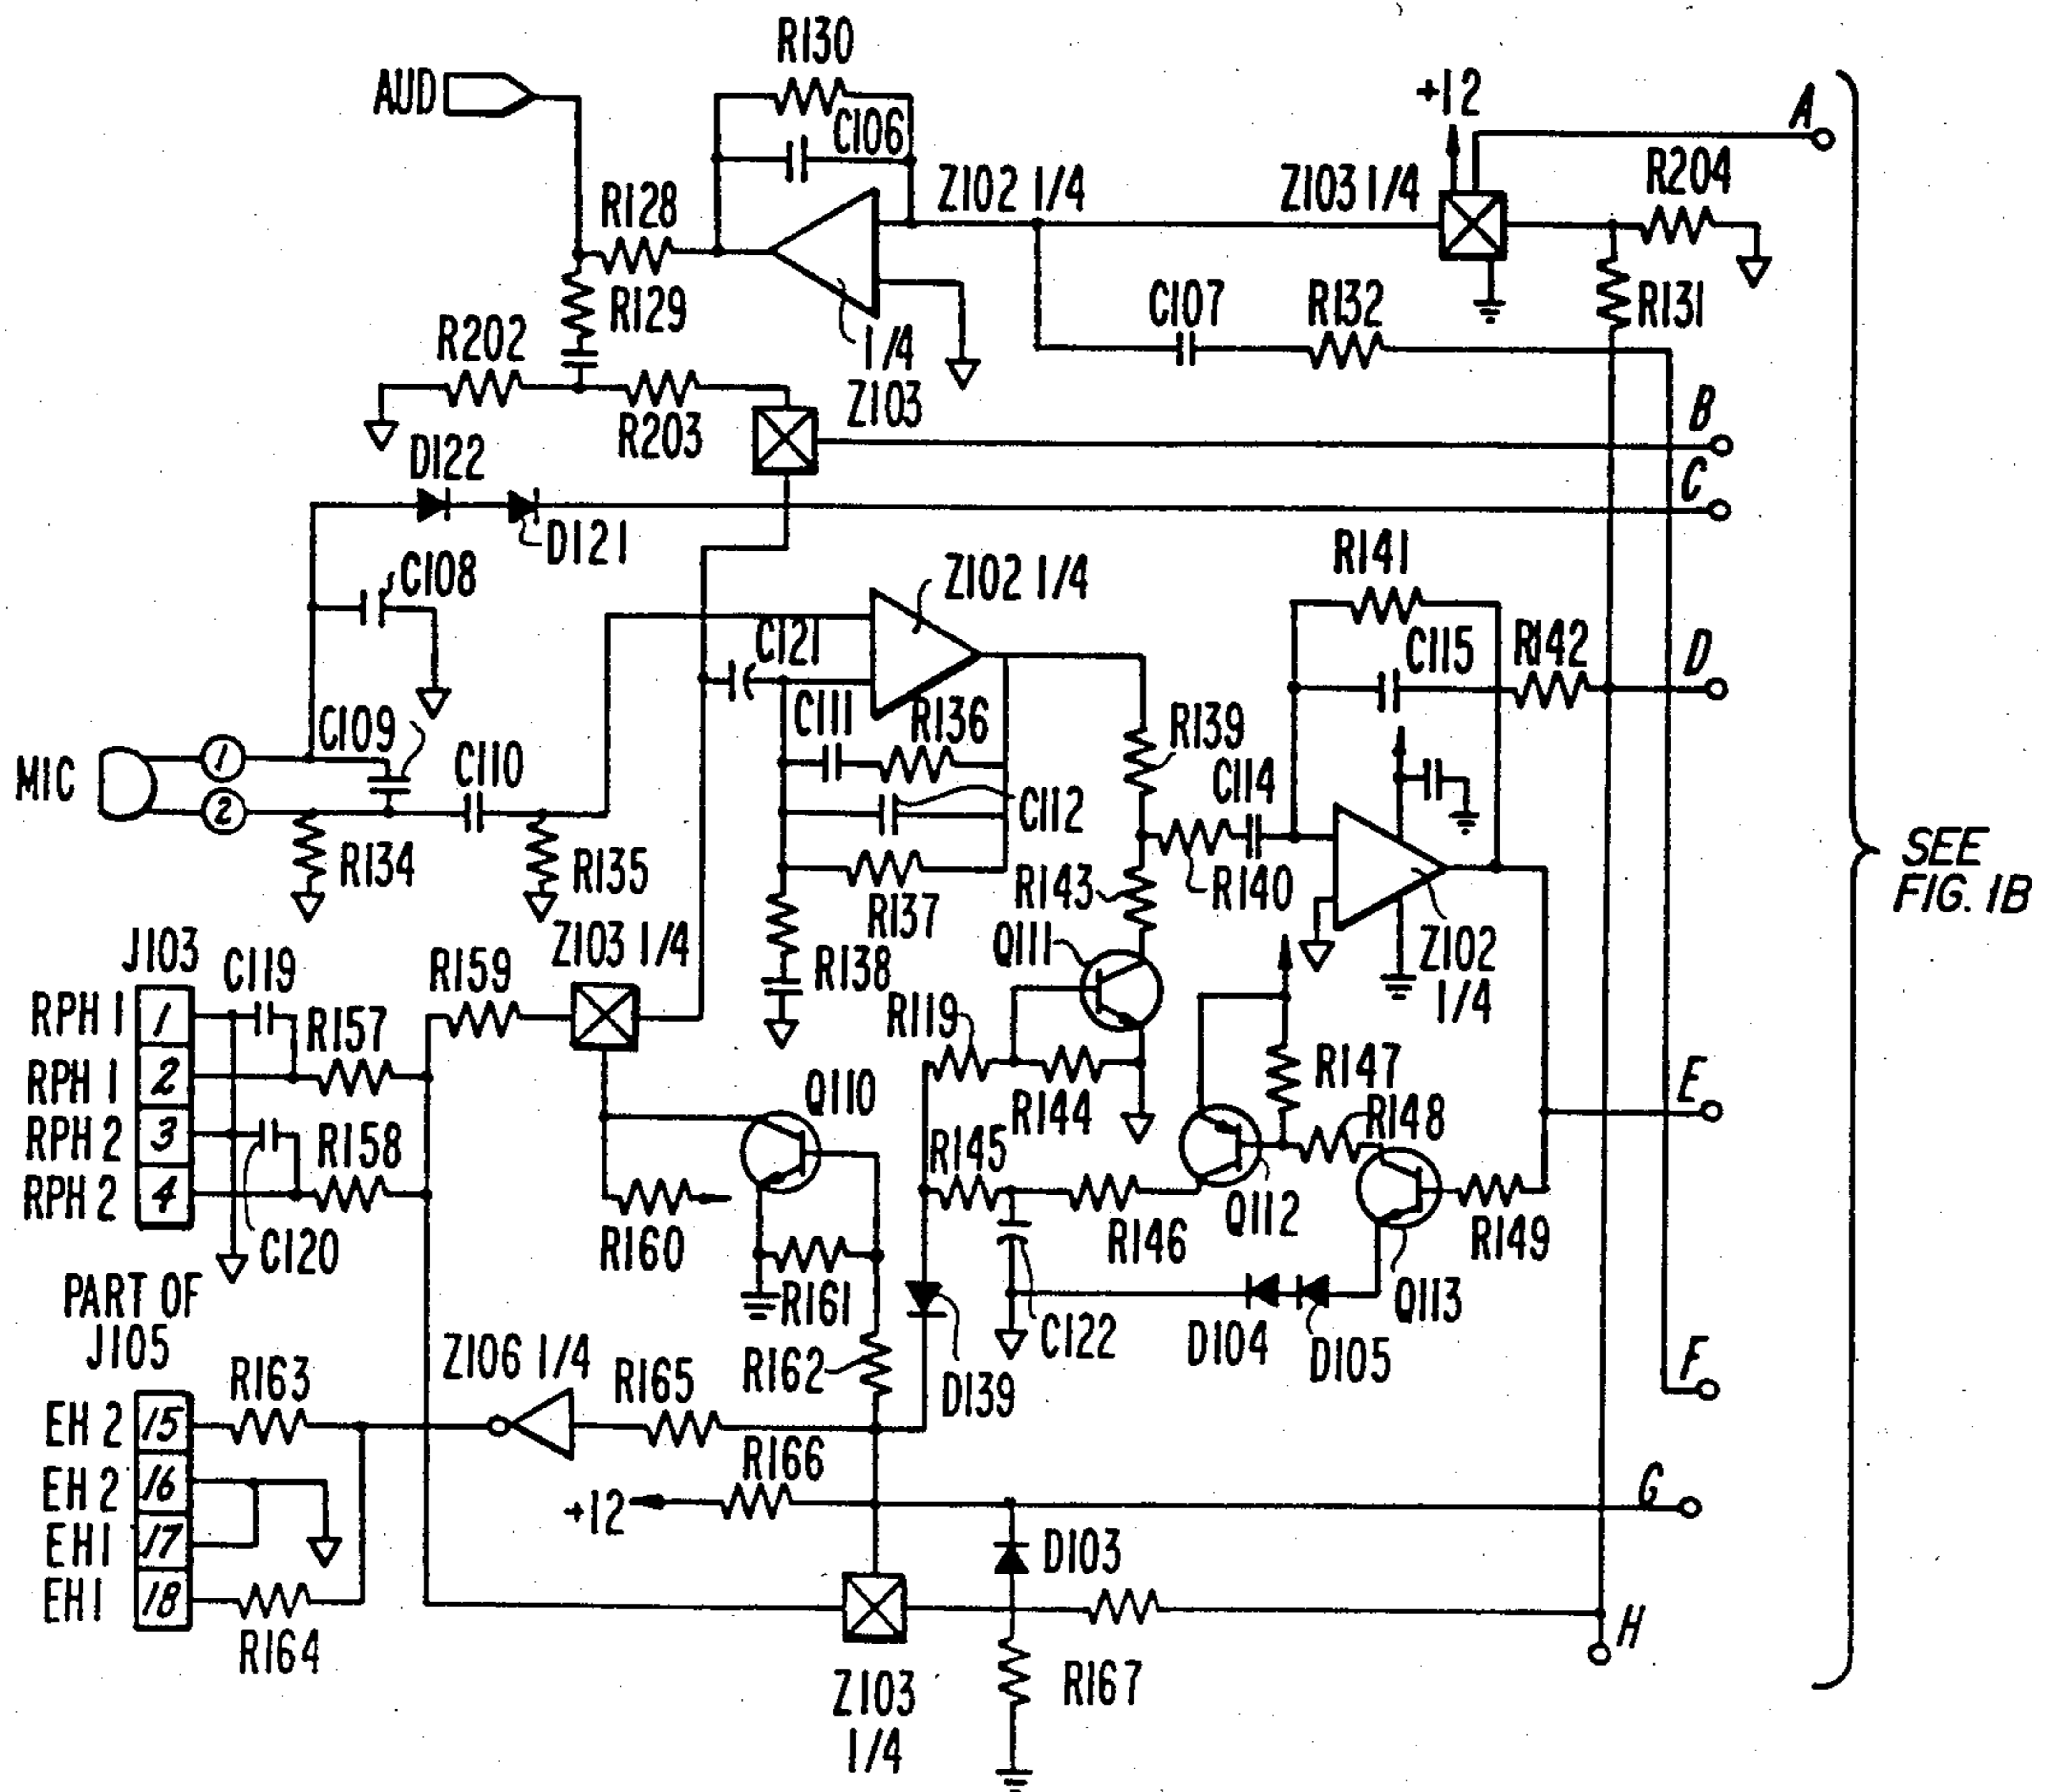 R130
AUD
C106
+12
A
R128
Z102 1/4
Z103 1/4
R204
R129
1/4
Z103
C107
R132
R131
R202
R203
B
D122
C
D121
C108
Z102 1/4
R141
C121
C115
R142
D
C109
C111
R136
R139
MIC
1
2
C110
C112
C114
R134
R135
R137
R143
R140
SEE
FIG. 1B
J103
C119
R159
Z103 1/4
R138
Q111
Z102
1/4
RPH 1
1
R157
R119
RPH 1
2
Q110
R144
R147
E
RPH 2
3
R158
R145
R148
RPH 2
4
C120
R160
R146
Q112
R149
PART OF
J105
R161
C122
D104
D105
Q113
R163
Z106 1/4
R165
R162
D139
F
EH 2
15
R166
EH 2
16
+12
G
EH1
17
D103
EH1
18
R164
H
Z103
1/4
R167